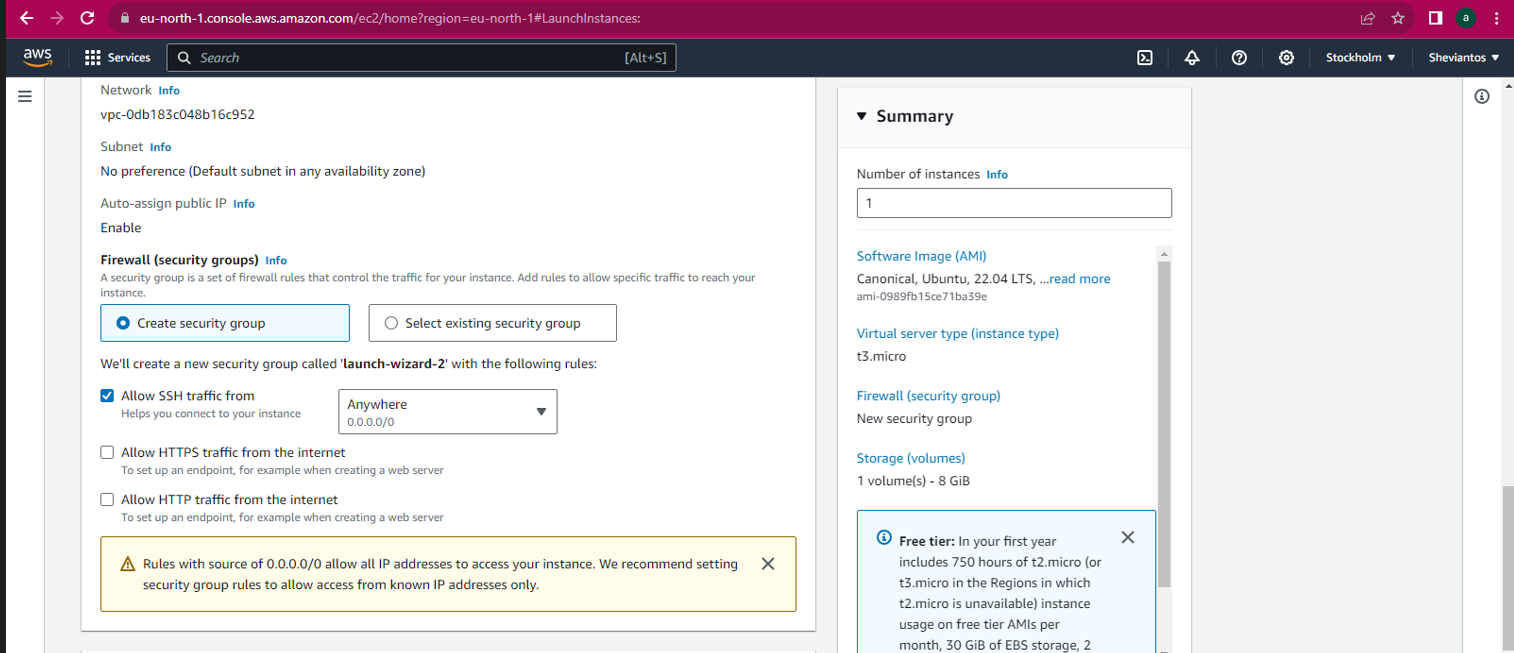 eu-north-1.console.aws.amazon.com/ec2/home?region=eu-north-1#LaunchInstances:
a
aws
Services
Search
[Alt+S]
Stockholm
Sheviantos
Network Info
vpc-0db183c048b16c952
Subnet Info
No preference (Default subnet in any availability zone)
Auto-assign public IP Info
Enable
Firewall (security groups) Info
A security group is a set of firewall rules that control the traffic for your instance. Add rules to allow specific traffic to reach your
instance.
Create security group
Select existing security group
We'll create a new security group called 'launch-wizard-2' with the following rules:
Allow SSH traffic from
Helps you connect to your instance
Anywhere
0.0.0.0/0
Allow HTTPS traffic from the internet
To set up an endpoint, for example when creating a web server
Allow HTTP traffic from the internet
To set up an endpoint, for example when creating a web server
Rules with source of 0.0.0.0/0 allow all IP addresses to access your instance. We recommend setting
security group rules to allow access from known IP addresses only.
Summary
Number of instances Info
1
Software Image (AMI)
Canonical, Ubuntu, 22.04 LTS, ...read more
ami-0989fb15ce71ba39e
Virtual server type (instance type)
t3.micro
Firewall (security group)
New security group
Storage (volumes)
1 volume(s) - 8 GiB
Free tier: In your first year
includes 750 hours of t2.micro (or
t3.micro in the Regions in which
t2.micro is unavailable) instance
usage on free tier AMIs per
month, 30 GiB of EBS storage, 2